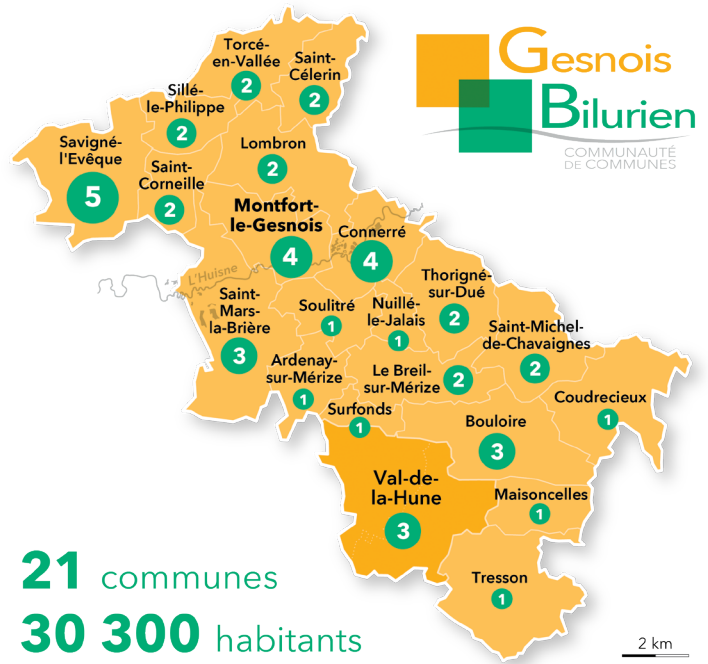 Gesnois
Bilurien
COMMUNAUTÉ
DE COMMUNES
Torcé-
en-Vallée
2
Saint-
Célerin
2
Sillé-
le-Philippe
2
Savigné-
l'Evêque
5
Saint-
Corneille
2
Lombron
2
Montfort-
le-Gesnois
4
Connerré
4
L'Huisne
Saint-
Mars-
la-Brière
3
Soulitré
1
Nuillé-
le-Jalais
1
Thorigné-
sur-Dué
2
Saint-Michel-
de-Chavaignes
2
Ardenay-
sur-Mérize
1
Le Breil-
sur-Mérize
2
Surfonds
1
Coudrecieux
1
Bouloire
3
Val-de-
la-Hune
3
Maisoncelles
1
Tresson
1
21 communes
30 300 habitants
2 km